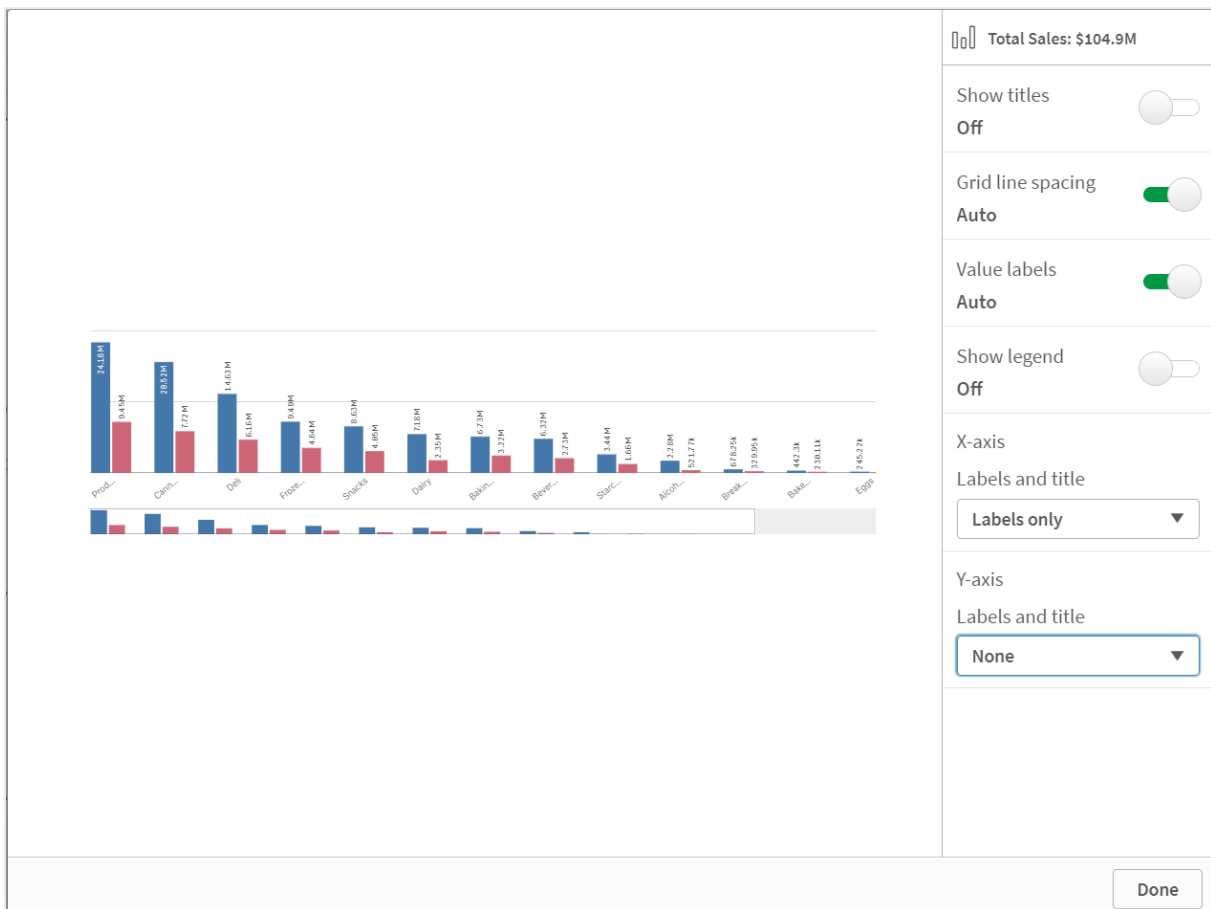 Total Sales: $104.9M
Show titles
Off
Grid line spacing
Auto
Value labels
Auto
Show legend
Off
X-axis
Labels and title
Labels only
Y-axis
Labels and title
None
24.16M
9.45M
20.52M
7.72M
14.63M
6.16M
9.49M
4.64M
8.63M
4.05M
7.18M
2.35M
6.73M
3.22M
6.32M
2.73M
3.44M
1.66M
2.28M
521.77k
678.25k
329.95k
442.3k
230.11k
245.22k
Prod...
Cann...
Deli
Froze...
Snacks
Dairy
Bakin...
Bever...
Starc...
Alcoh...
Break...
Bake...
Eggs
Done